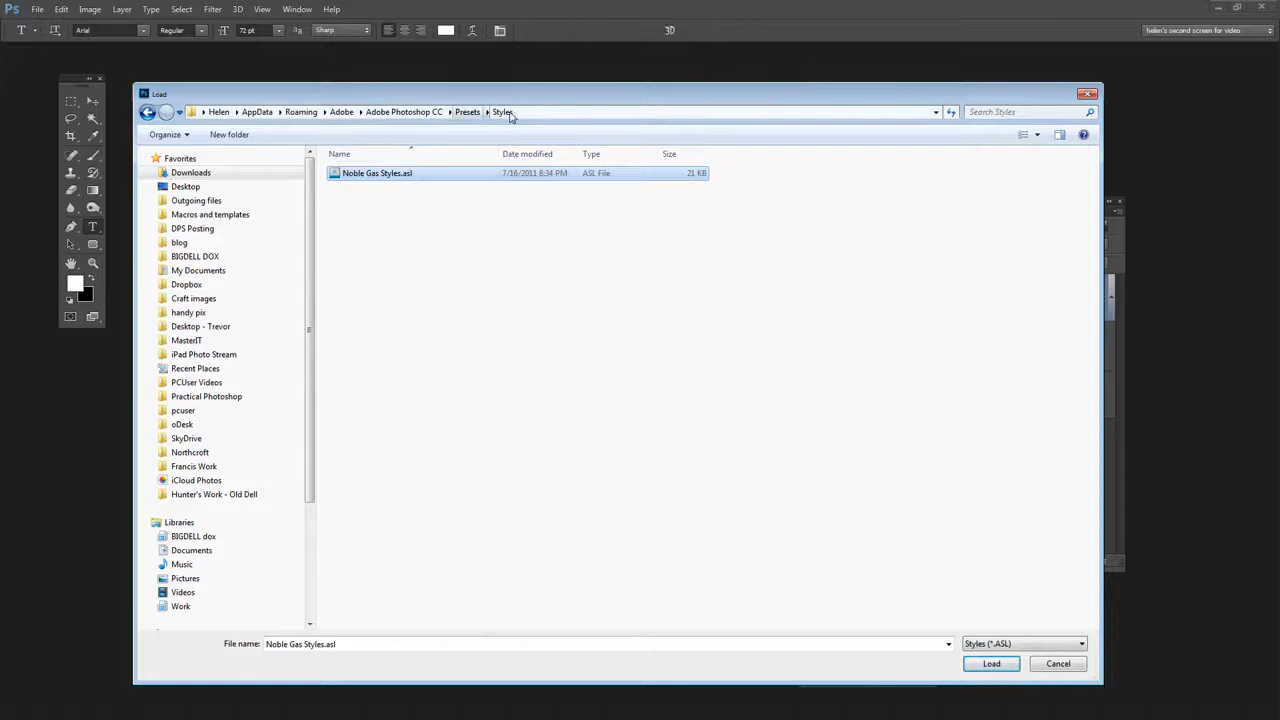 Ps File Edit Image Layer Type Select Filter 3D View Window Help
T Arial Regular 72 pt Sharp 3D helen's second screen for video
Load
Helen AppData Roaming Adobe Adobe Photoshop CC Presets Styles Search Styles
Organize New folder
Name Date modified Type Size
Noble Gas Styles.asl 7/16/2011 8:34 PM ASL File 21 KB
Favorites
Downloads
Desktop
Outgoing files
Macros and templates
DPS Posting
blog
BIGDELL DOX
My Documents
Dropbox
Craft images
handy pix
Desktop - Trevor
MasterIT
iPad Photo Stream
Recent Places
PCUser Videos
Practical Photoshop
pcuser
oDesk
SkyDrive
Northcroft
Francis Work
iCloud Photos
Hunter's Work - Old Dell
Libraries
BIGDELL dox
Documents
Music
Pictures
Videos
Work
File name: Noble Gas Styles.asl Styles (*.ASL)
Load Cancel